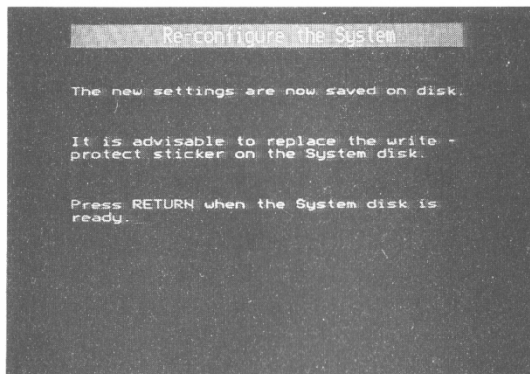 Re-configure the System
The new settings are now saved on disk.
It is advisable to replace the write -
protect sticker on the System disk.
Press RETURN when the System disk is
ready.